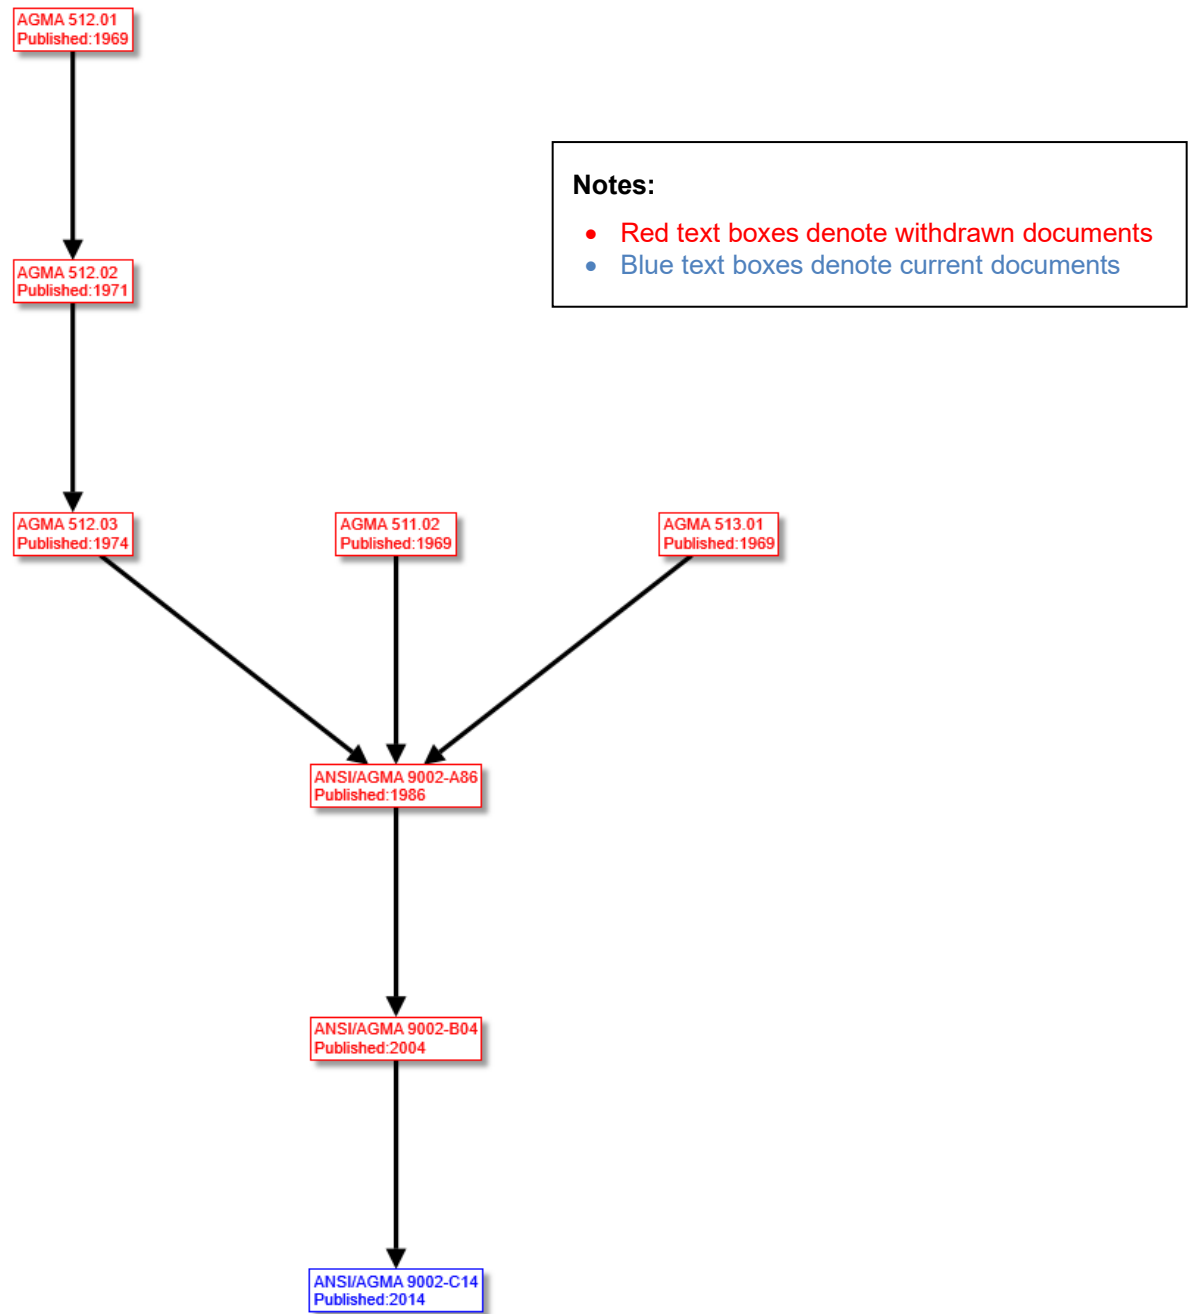 AGMA 512.01
Published:1969
Notes:
• Red text boxes denote withdrawn documents
• Blue text boxes denote current documents
AGMA 512.02
Published:1971
AGMA 512.03
Published:1974
AGMA 511.02
Published:1969
AGMA 513.01
Published:1969
ANSI/AGMA 9002-A86
Published:1986
ANSI/AGMA 9002-B04
Published:2004
ANSI/AGMA 9002-C14
Published:2014